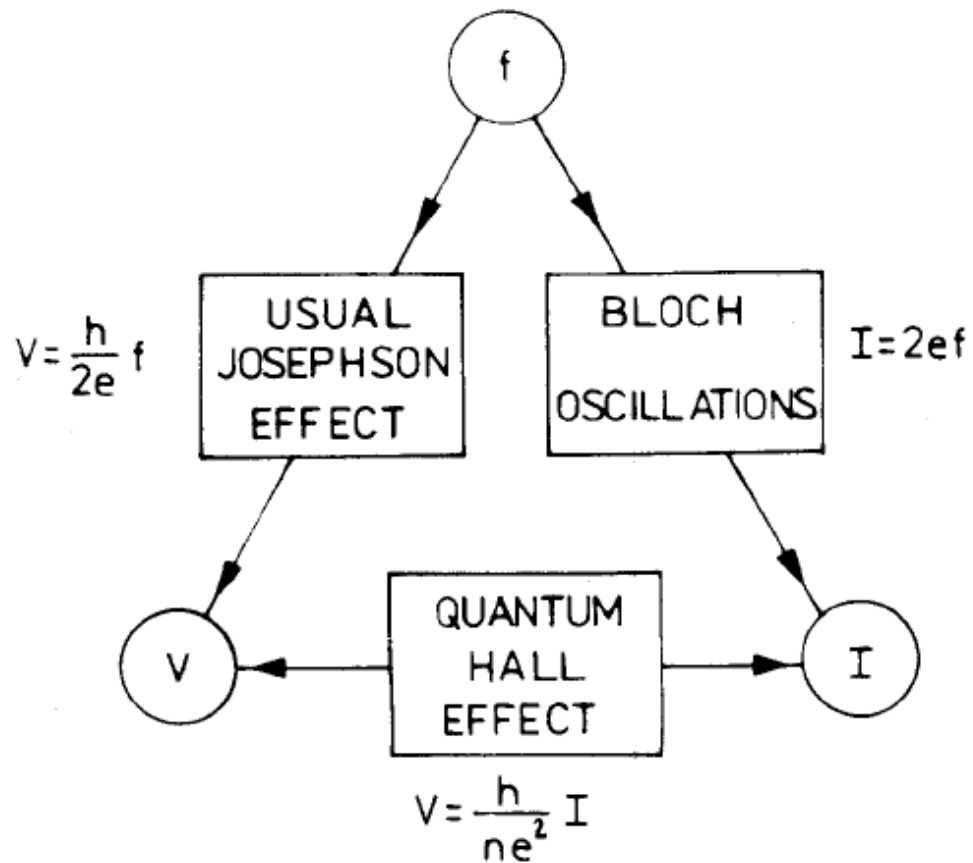 f
USUAL
JOSEPHSON
EFFECT
V = h/2e f
BLOCH
OSCILLATIONS
I = 2ef
V
QUANTUM
HALL
EFFECT
I
V = h/ne² I